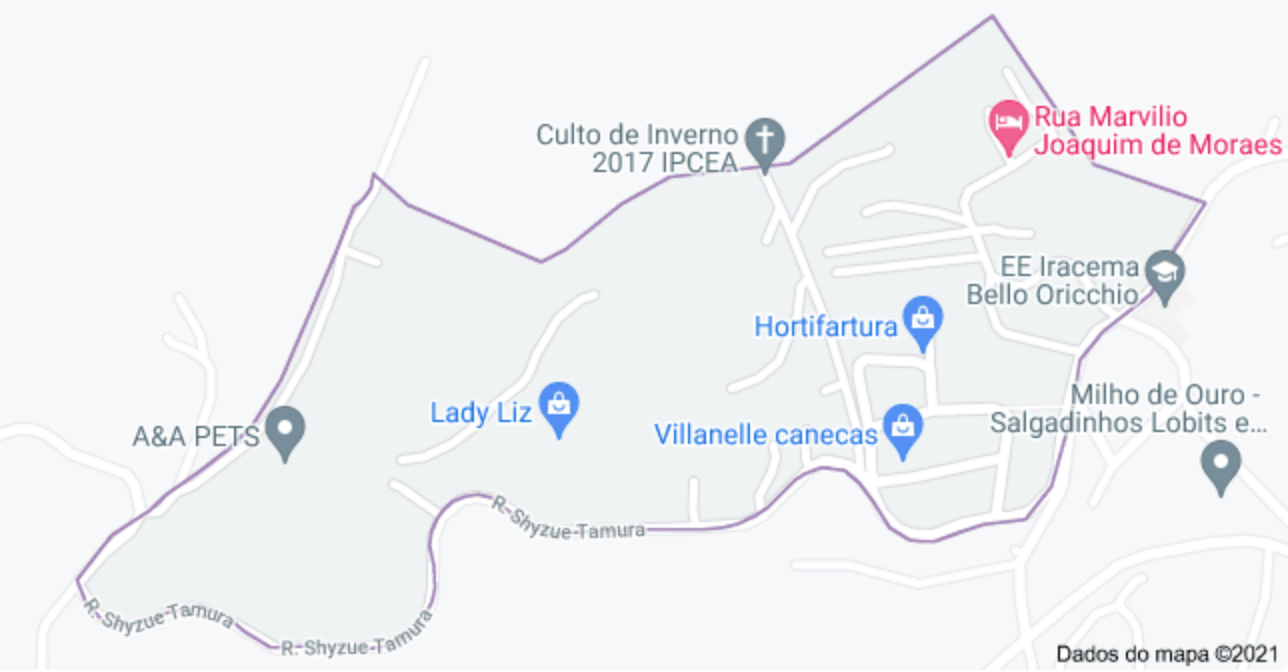 Rua Marvilio
Joaquim de Moraes
Culto de Inverno
2017 IPCEA
EE Iracema
Bello Oricchio
Hortifartura
Milho de Ouro -
Salgadinhos Lobits e...
Lady Liz
Villanelle canecas
A&A PETS
R. Shyzue-Tamura
R. Shyzue-Tamura
R. Shyzue-Tamura
Dados do mapa ©2021